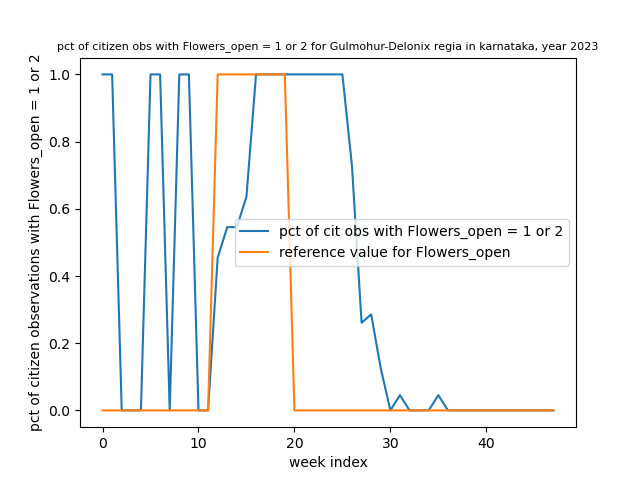 pct of citizen obs with Flowers_open = 1 or 2 for Gulmohur-Delonix regia in karnataka, year 2023
pct of citizen observations with Flowers_open = 1 or 2
1.0
0.8
0.6
0.4
0.2
0.0
pct of cit obs with Flowers_open = 1 or 2
reference value for Flowers_open
0 10 20 30 40
week index